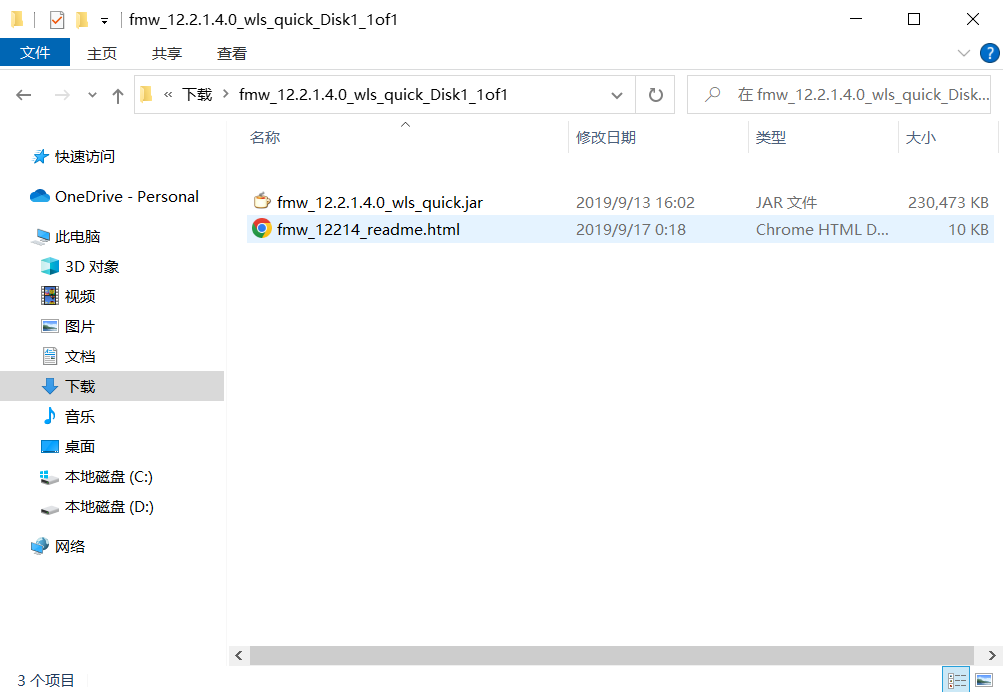 fmw_12.2.1.4.0_wls_quick_Disk1_1of1
文件 主页 共享 查看 ?
« 下载 › fmw_12.2.1.4.0_wls_quick_Disk1_1of1 在 fmw_12.2.1.4.0_wls_quick_Disk...
名称 修改日期 类型 大小
快速访问
OneDrive - Personal
此电脑
3D 对象
视频
图片
文档
下载
音乐
桌面
本地磁盘 (C:)
本地磁盘 (D:)
网络
fmw_12.2.1.4.0_wls_quick.jar 2019/9/13 16:02 JAR 文件 230,473 KB
fmw_12214_readme.html 2019/9/17 0:18 Chrome HTML D... 10 KB
3 个项目